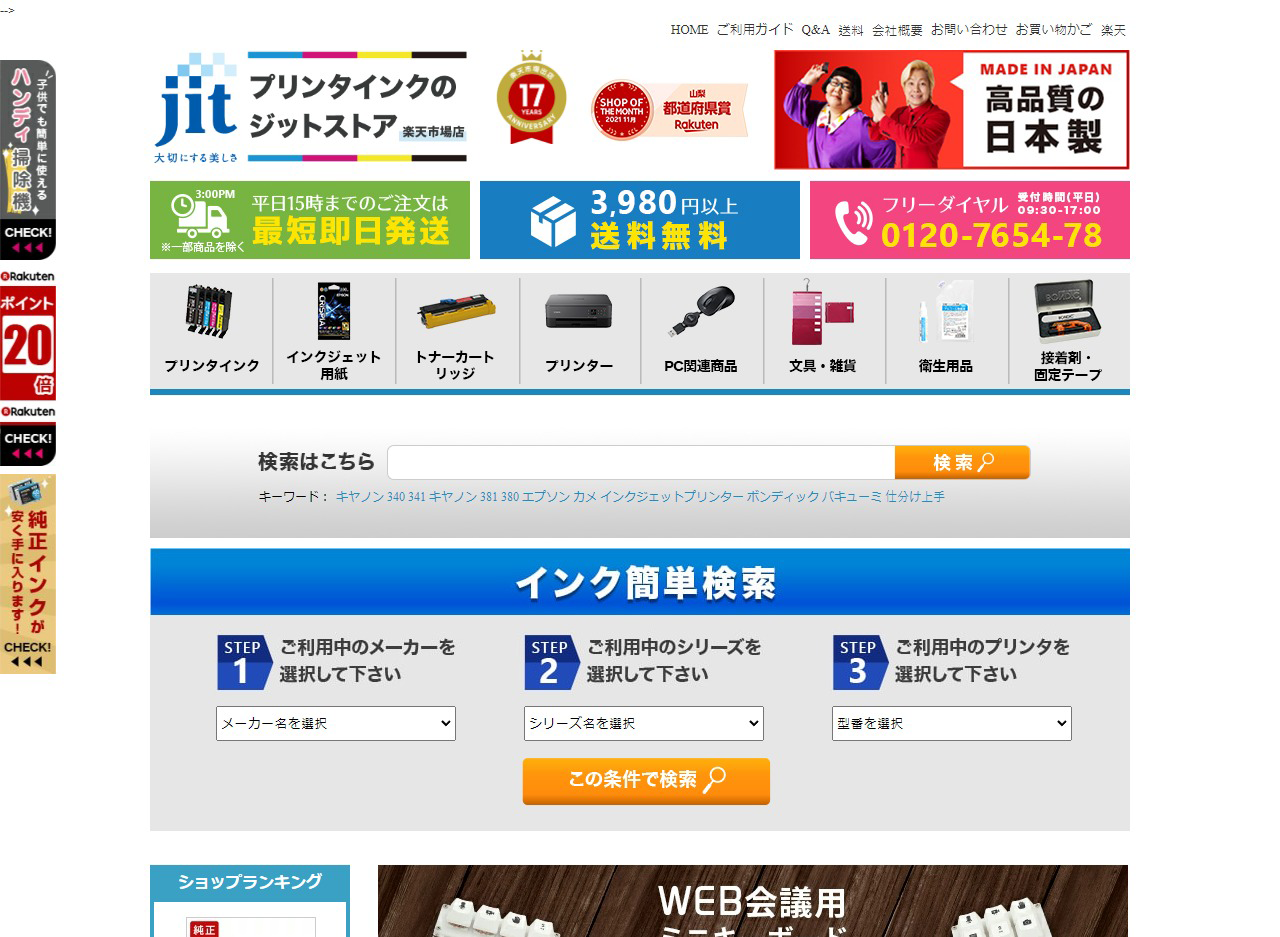 -->
HOME ご利用ガイド Q&A 送料 会社概要 お問い合わせ お買い物かご 楽天
jit
大切にする美しさ
プリンタインクの
ジットストア 楽天市場店
楽天市場出店
17
YEARS
ANNIVERSARY
SHOP OF
THE MONTH
2021 11月
山梨
都道府県賞
Rakuten
MADE IN JAPAN
高品質の
日本製
3:00PM
※一部商品を除く
平日15時までのご注文は
最短即日発送
3,980円以上
送料無料
フリーダイヤル 受付時間(平日)
09:30-17:00
0120-7654-78
プリンタインク
インクジェット
用紙
トナーカート
リッジ
プリンター
PC関連商品
文具・雑貨
衛生用品
接着剤・
固定テープ
子供でも簡単に使える
ハンディ掃除機
CHECK!
Rakuten
ポイント
20
倍
Rakuten
CHECK!
純正インクが
安く手に入ります!
CHECK!
検索はこちら
検索
キーワード： キヤノン 340 341 キヤノン 381 380 エプソン カメ インクジェットプリンター ボンディック バキューミ 仕分け上手
インク簡単検索
STEP
1
ご利用中のメーカーを
選択して下さい
メーカー名を選択
STEP
2
ご利用中のシリーズを
選択して下さい
シリーズ名を選択
STEP
3
ご利用中のプリンタを
選択して下さい
型番を選択
この条件で検索
ショップランキング
純正
WEB会議用
ミニキーボード